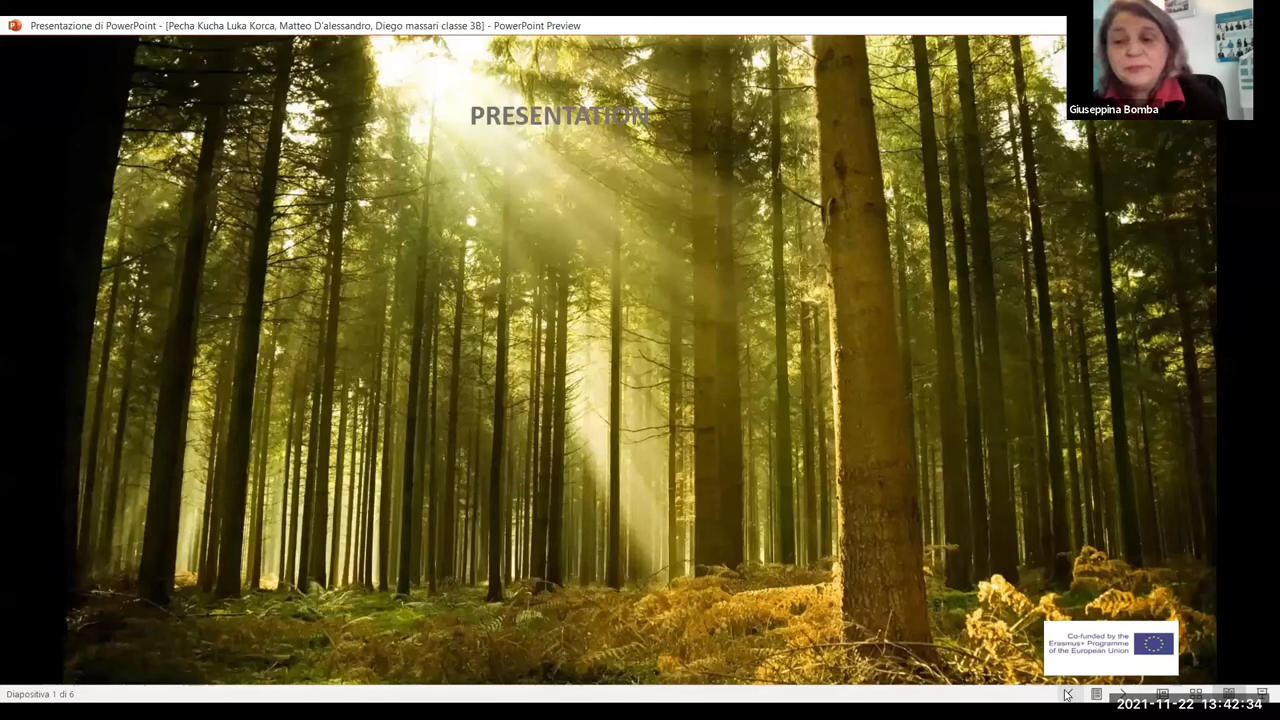 Presentazione di PowerPoint - [Pecha Kucha Luka Korca, Matteo D'alessandro, Diego massari classe 3B] - PowerPoint Preview
Giuseppina Bomba
PRESENTATION
Co-funded by the
Erasmus+ Programme
of the European Union
Diapositiva 1 di 6
2021-11-22 13:42:34